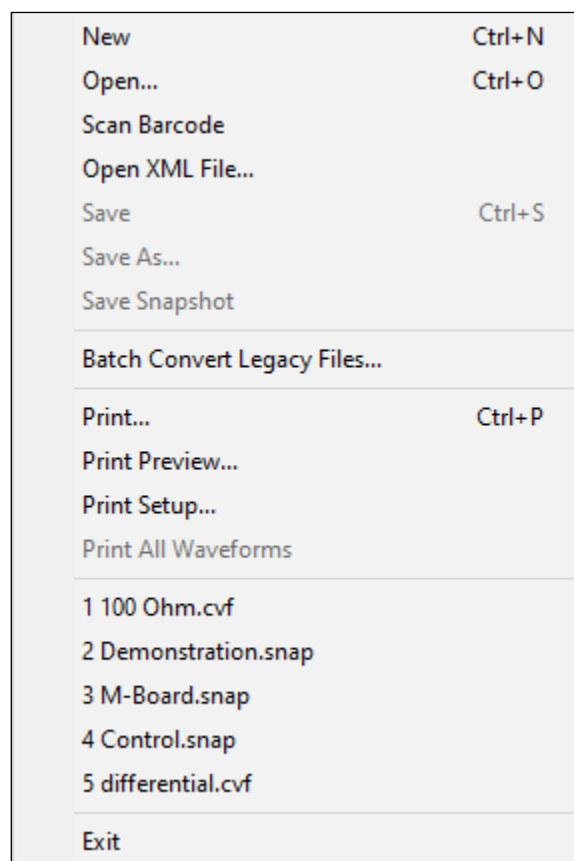 New Ctrl+N
Open... Ctrl+O
Scan Barcode
Open XML File...
Save Ctrl+S
Save As...
Save Snapshot
Batch Convert Legacy Files...
Print... Ctrl+P
Print Preview...
Print Setup...
Print All Waveforms
1 100 Ohm.cvf
2 Demonstration.snap
3 M-Board.snap
4 Control.snap
5 differential.cvf
Exit